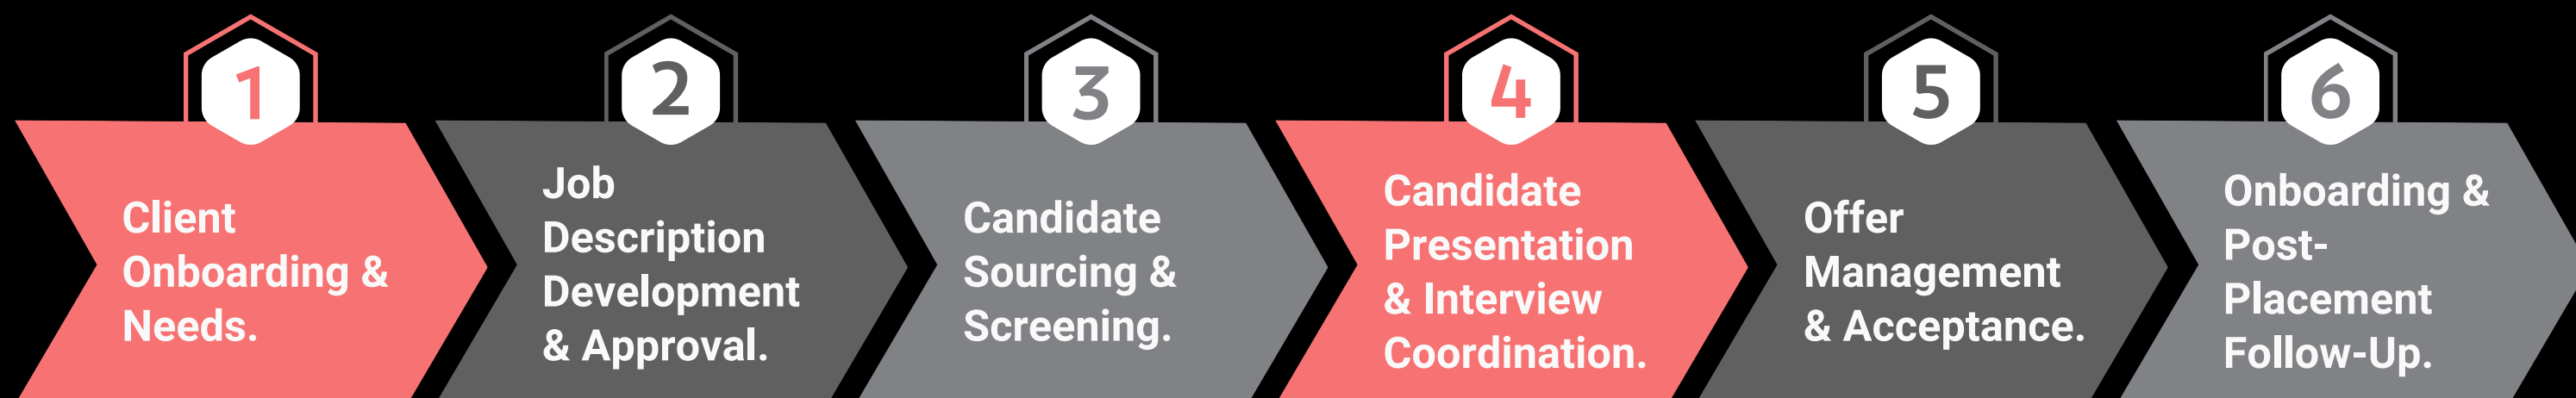 1
Client
Onboarding &
Needs.
2
Job
Description
Development
& Approval.
3
Candidate
Sourcing &
Screening.
4
Candidate
Presentation
& Interview
Coordination.
5
Offer
Management
& Acceptance.
6
Onboarding &
Post-
Placement
Follow-Up.